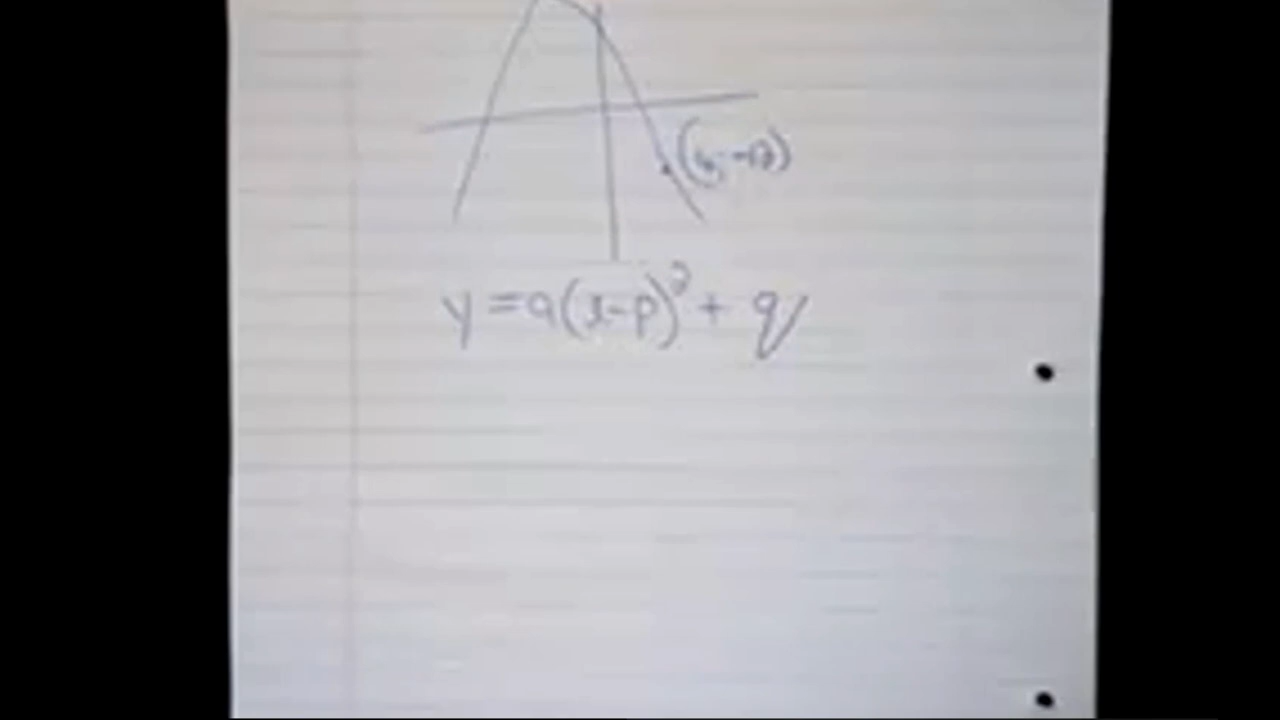 y = a(x-p)² + q